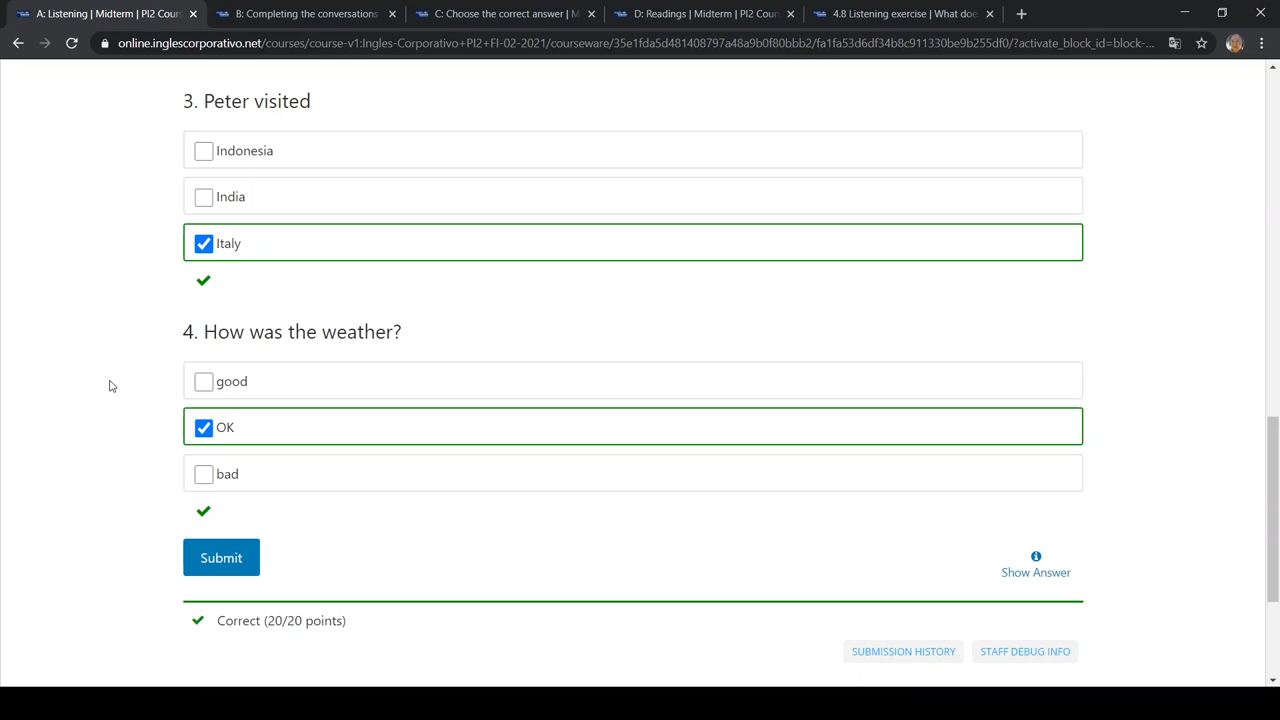 A: Listening | Midterm | PI2 Cour
B: Completing the conversations
C: Choose the correct answer | M
D: Readings | Midterm | PI2 Cour
4.8 Listening exercise | What doe
online.inglescorporativo.net/courses/course-v1:Ingles-Corporativo+PI2+FI-02-2021/courseware/35e1fda5d481408797a48a9b0f80bbb2/fa1fa53d6df34b8c911330be9b255df0/?activate_block_id=block-...
3. Peter visited
Indonesia
India
Italy
4. How was the weather?
good
OK
bad
Submit
Show Answer
Correct (20/20 points)
SUBMISSION HISTORY
STAFF DEBUG INFO